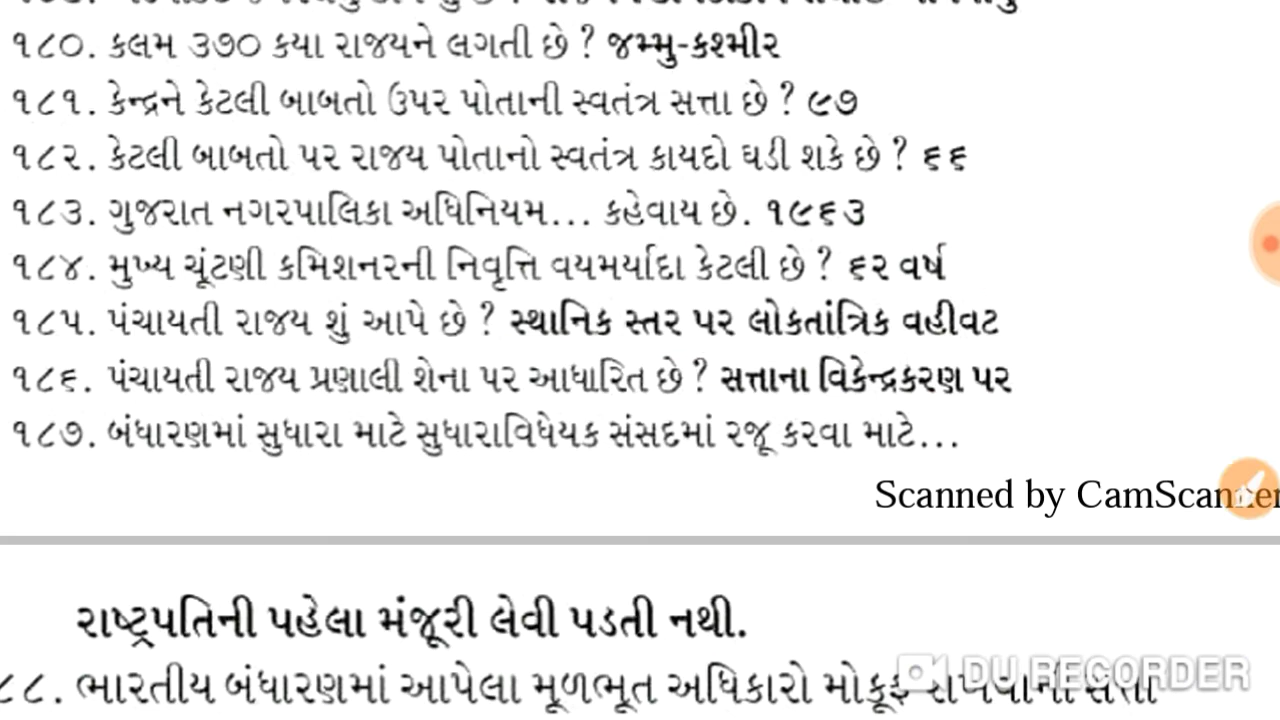 ૧૮૦. કલમ ૩૭૦ કયા રાજયને લગતી છે ? જમ્મુ-કશ્મીર
૧૮૧. કેન્દ્રને કેટલી બાબતો ઉપર પોતાની સ્વતંત્ર સત્તા છે ? ૯૭
૧૮૨. કેટલી બાબતો પર રાજય પોતાનો સ્વતંત્ર કાયદો ઘડી શકે છે ? ૬૬
૧૮૩. ગુજરાત નગરપાલિકા અધિનિયમ... કહેવાય છે. ૧૯૬૩
૧૮૪. મુખ્ય ચૂંટણી કમિશનરની નિવૃત્તિ વયમર્યાદા કેટલી છે ? ૬૨ વર્ષ
૧૮૫. પંચાયતી રાજય શું આપે છે ? સ્થાનિક સ્તર પર લોકતાંત્રિક વહીવટ
૧૮૬. પંચાયતી રાજય પ્રણાલી શેના પર આધારિત છે ? સત્તાના વિકેન્દ્રકરણ પર
૧૮૭. બંધારણમાં સુધારા માટે સુધારાવિધેયક સંસદમાં રજૂ કરવા માટે...
Scanned by CamScanner
રાષ્ટ્રપતિની પહેલા મંજૂરી લેવી પડતી નથી.
૮૮. ભારતીય બંધારણમાં આપેલા મૂળભૂત અધિકારો મોકૂફ રાખવાની સત્તા
DU RECORDER